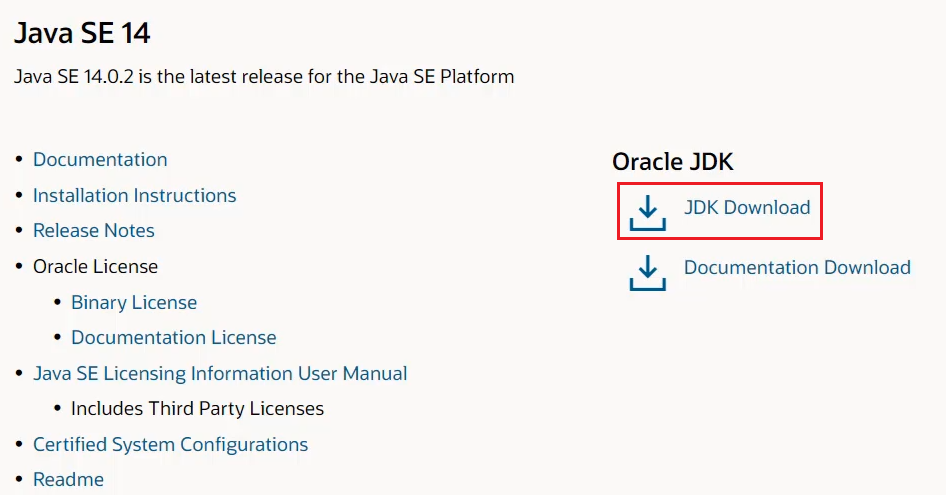 Java SE 14
Java SE 14.0.2 is the latest release for the Java SE Platform
• Documentation
• Installation Instructions
• Release Notes
• Oracle License
• Binary License
• Documentation License
• Java SE Licensing Information User Manual
• Includes Third Party Licenses
• Certified System Configurations
• Readme
Oracle JDK
JDK Download
Documentation Download